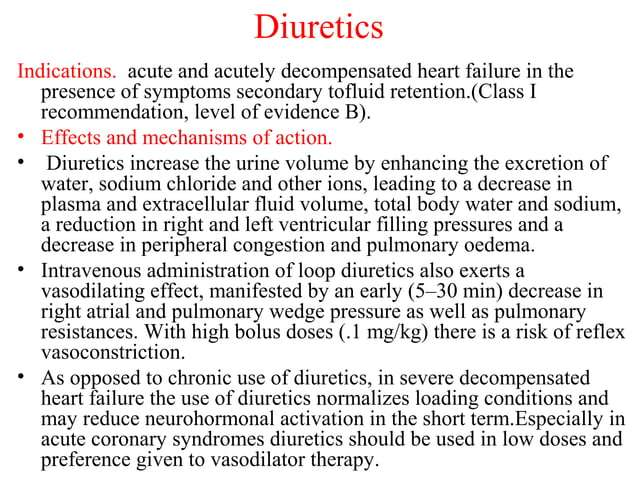 Diuretics
Indications.  acute and acutely decompensated heart failure in the
presence of symptoms secondary tofluid retention.(Class I
recommendation, level of evidence B).
• Effects and mechanisms of action.
•  Diuretics increase the urine volume by enhancing the excretion of
water, sodium chloride and other ions, leading to a decrease in
plasma and extracellular fluid volume, total body water and sodium,
a reduction in right and left ventricular filling pressures and a
decrease in peripheral congestion and pulmonary oedema.
• Intravenous administration of loop diuretics also exerts a
vasodilating effect, manifested by an early (5–30 min) decrease in
right atrial and pulmonary wedge pressure as well as pulmonary
resistances. With high bolus doses (.1 mg/kg) there is a risk of reflex
vasoconstriction.
• As opposed to chronic use of diuretics, in severe decompensated
heart failure the use of diuretics normalizes loading conditions and
may reduce neurohormonal activation in the short term.Especially in
acute coronary syndromes diuretics should be used in low doses and
preference given to vasodilator therapy.